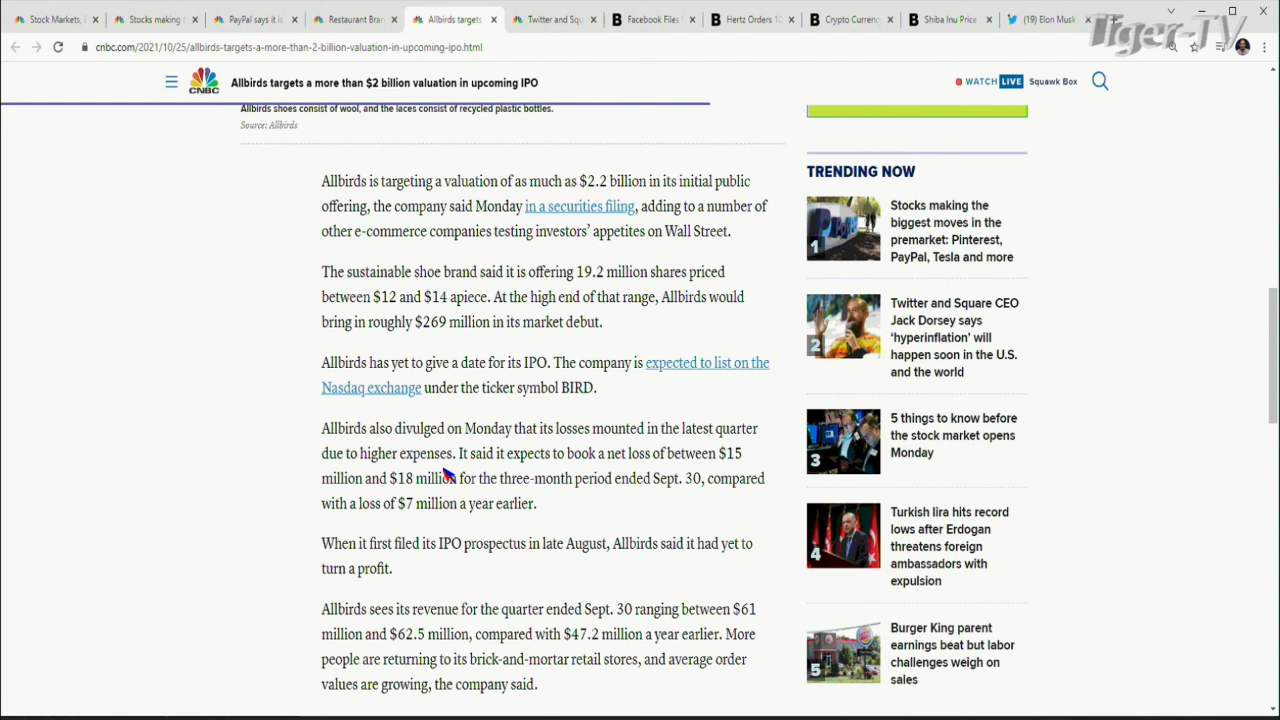 Stock Markets, E
Stocks making t
PayPal says it is
Restaurant Bran
Allbirds targets
Twitter and Squ
Facebook Files
Hertz Orders 10
Crypto Currenc
Shiba Inu Price
(19) Elon Musk
Tiger-TV
cnbc.com/2021/10/25/allbirds-targets-a-more-than-2-billion-valuation-in-upcoming-ipo.html
CNBC
Allbirds targets a more than $2 billion valuation in upcoming IPO
WATCH LIVE Squawk Box
Allbirds shoes consist of wool, and the laces consist of recycled plastic bottles.
Source: Allbirds
Allbirds is targeting a valuation of as much as $2.2 billion in its initial public
offering, the company said Monday in a securities filing, adding to a number of
other e-commerce companies testing investors’ appetites on Wall Street.
The sustainable shoe brand said it is offering 19.2 million shares priced
between $12 and $14 apiece. At the high end of that range, Allbirds would
bring in roughly $269 million in its market debut.
Allbirds has yet to give a date for its IPO. The company is expected to list on the
Nasdaq exchange under the ticker symbol BIRD.
Allbirds also divulged on Monday that its losses mounted in the latest quarter
due to higher expenses. It said it expects to book a net loss of between $15
million and $18 million for the three-month period ended Sept. 30, compared
with a loss of $7 million a year earlier.
When it first filed its IPO prospectus in late August, Allbirds said it had yet to
turn a profit.
Allbirds sees its revenue for the quarter ended Sept. 30 ranging between $61
million and $62.5 million, compared with $47.2 million a year earlier. More
people are returning to its brick-and-mortar retail stores, and average order
values are growing, the company said.
TRENDING NOW
1
Stocks making the
biggest moves in the
premarket: Pinterest,
PayPal, Tesla and more
2
Twitter and Square CEO
Jack Dorsey says
‘hyperinflation’ will
happen soon in the U.S.
and the world
3
5 things to know before
the stock market opens
Monday
4
Turkish lira hits record
lows after Erdogan
threatens foreign
ambassadors with
expulsion
5
Burger King parent
earnings beat but labor
challenges weigh on
sales